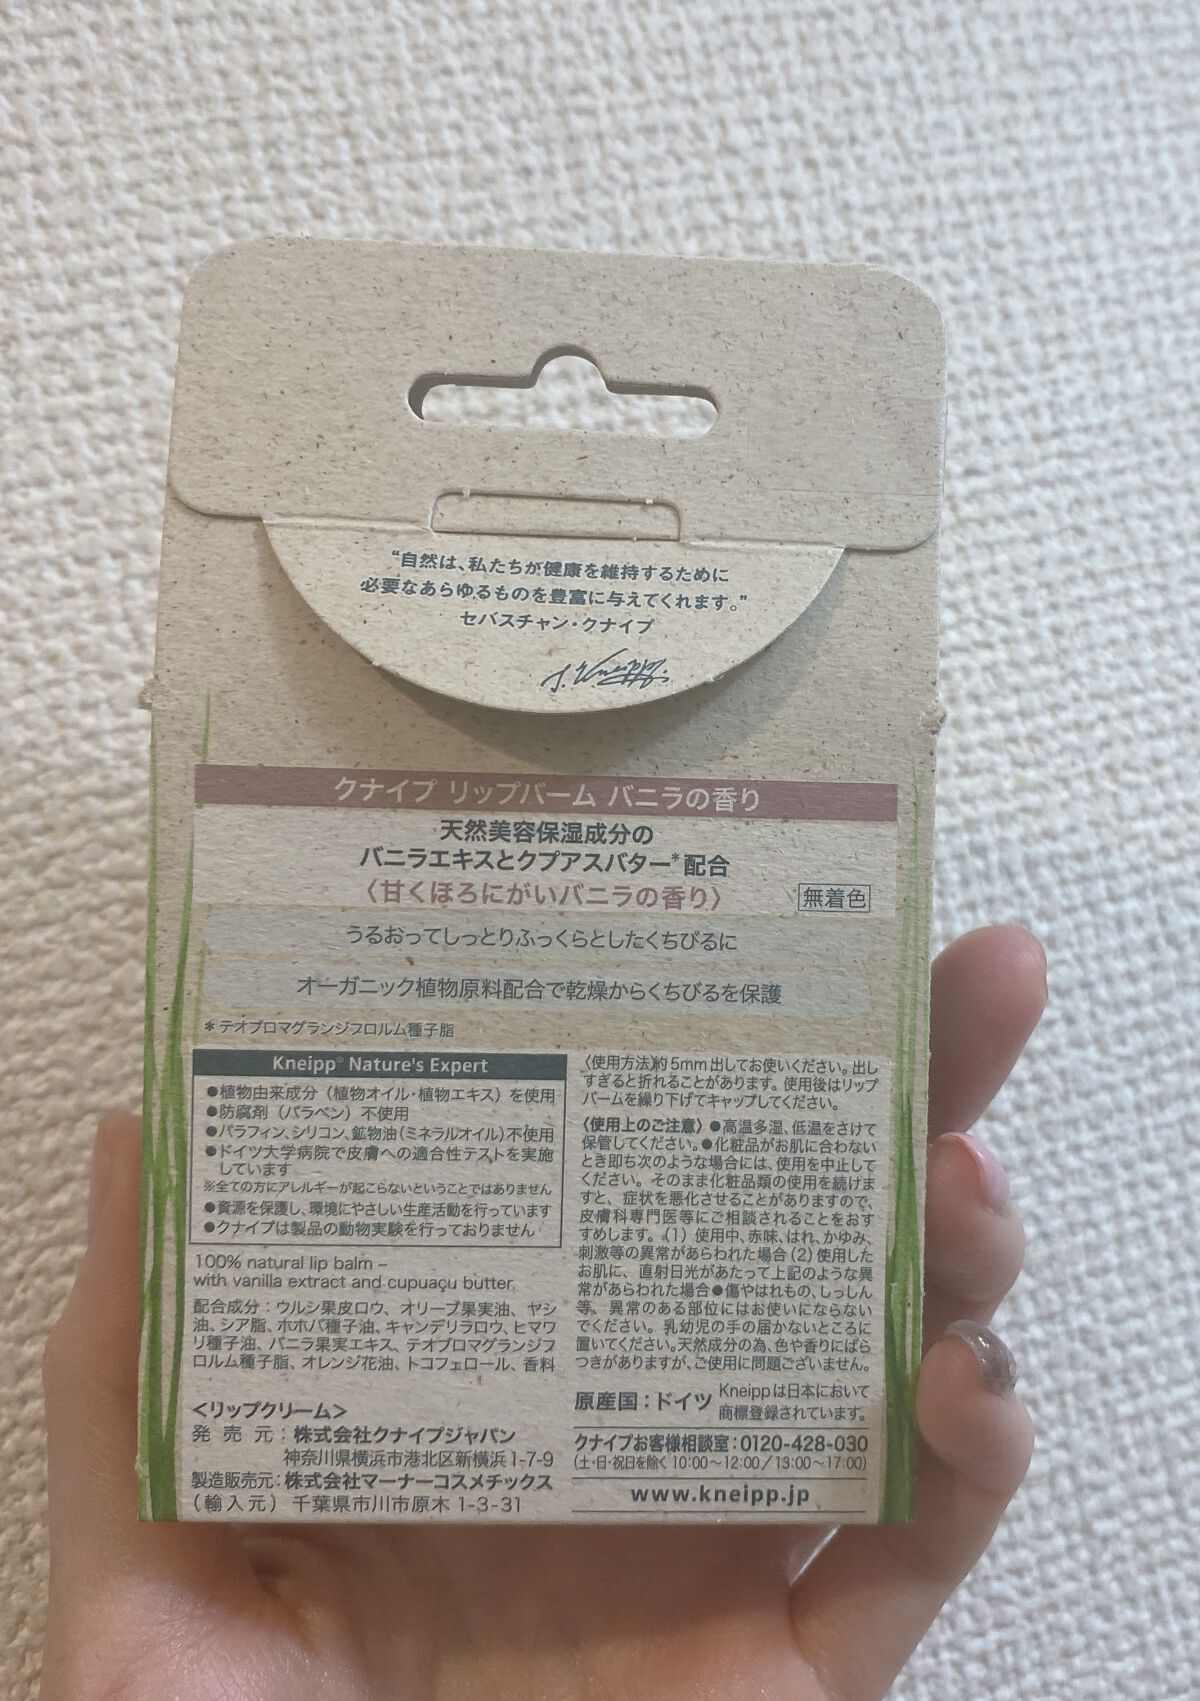 “自然は、私たちが健康を維持するために
必要なあらゆるものを豊富に与えてくれます。”
セバスチャン・クナイプ
クナイプ リップバーム バニラの香り
天然美容保湿成分の
バニラエキスとクプアスバター*配合
〈甘くほろにがいバニラの香り〉
無着色
うるおってしっとりふっくらとしたくちびるに
オーガニック植物原料配合で乾燥からくちびるを保護
*テオブロマグランジフロルム種子脂
Kneipp® Nature's Expert
●植物由来成分（植物オイル・植物エキス）を使用
●防腐剤（パラベン）不使用
●パラフィン、シリコン、鉱物油（ミネラルオイル）不使用
●ドイツ大学病院で皮膚への適合性テストを実施
しています
※全ての方にアレルギーが起こらないということではありません
●資源を保護し、環境にやさしい生産活動を行っています
●クナイプは製品の動物実験を行っておりません
100% natural lip balm –
with vanilla extract and cupuaçu butter.
配合成分：ウルシ果皮ロウ、オリーブ果実油、ヤシ
油、シア脂、ホホバ種子油、キャンデリラロウ、ヒマワ
リ種子油、バニラ果実エキス、テオブロマグランジフ
ロルム種子脂、オレンジ花油、トコフェロール、香料
<リップクリーム>
発売元：株式会社クナイプジャパン
神奈川県横浜市港北区新横浜1-7-9
製造販売元：株式会社マーナーコスメチックス
（輸入元）千葉県市川市原木1-3-31
〈使用方法〉約5mm出してお使いください。出し
すぎると折れることがあります。使用後はリップ
バームを繰り下げてキャップしてください。
〈使用上のご注意〉●高温多湿、低温をさけて
保管してください。●化粧品がお肌に合わない
とき即ち次のような場合には、使用を中止して
ください。そのまま化粧品類の使用を続けま
すと、症状を悪化させることがありますので、
皮膚科専門医等にご相談されることをおす
すめします。（1）使用中、赤味、はれ、かゆみ、
刺激等の異常があらわれた場合（2）使用した
お肌に、直射日光があたって上記のような異
常があらわれた場合●傷やはれもの、しっしん
等、異常のある部位にはお使いにならない
でください。乳幼児の手の届かないところに
置いてください。天然成分の為、色や香りにばら
つきがありますが、ご使用に問題ございません。
原産国：ドイツ
Kneippは日本において
商標登録されています。
クナイプお客様相談室：0120-428-030
（土・日・祝日を除く 10:00～12:00／13:00～17:00）
www.kneipp.jp